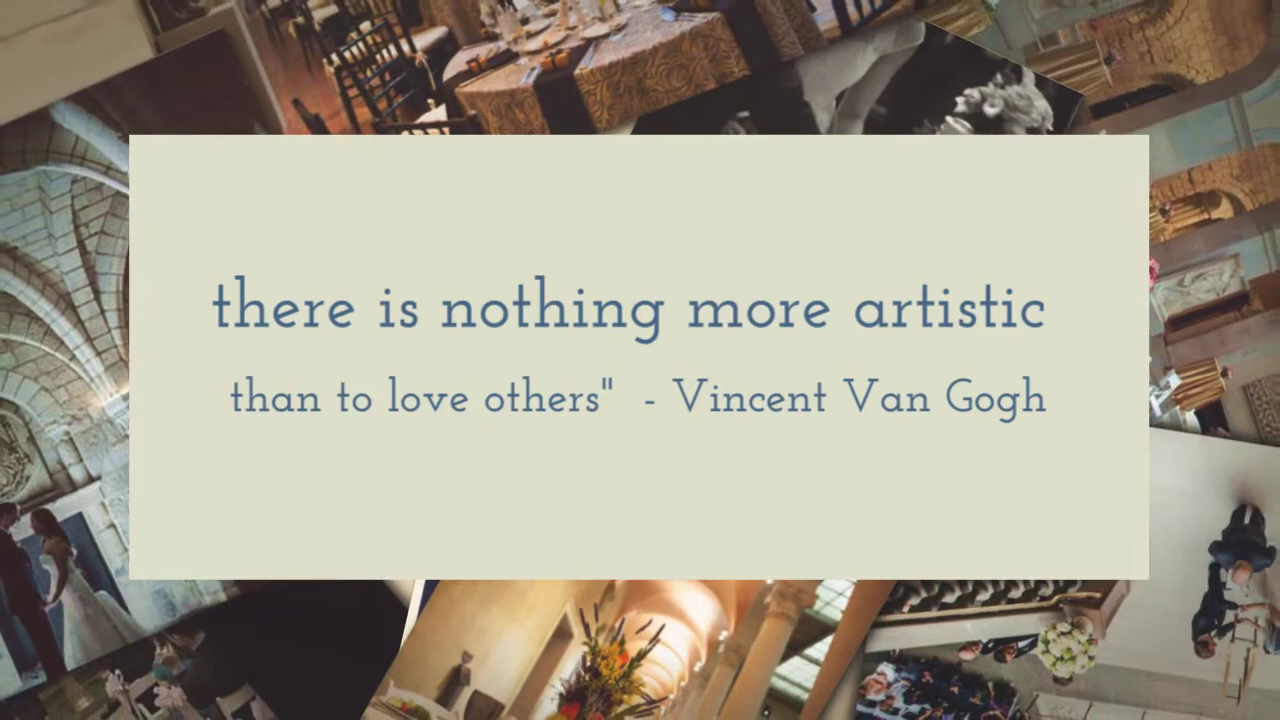 there is nothing more artistic
than to love others" - Vincent Van Gogh